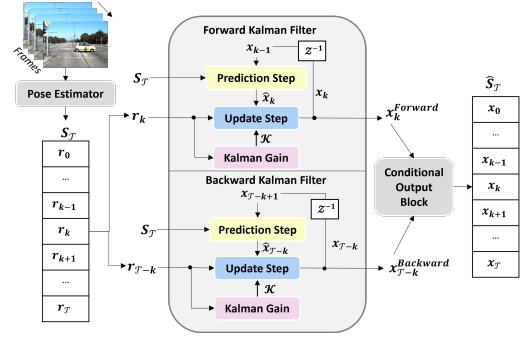 Frames
Pose Estimator
S_𝒯
r_0
...
r_{k-1}
r_k
r_{k+1}
...
r_𝒯
Forward Kalman Filter
x_{k-1}
z^{-1}
S_𝒯
Prediction Step
x̂_k
x_k
r_k
Update Step
𝒦
Kalman Gain
x_k^{Forward}
Backward Kalman Filter
x_{𝒯-k+1}
z^{-1}
S_𝒯
Prediction Step
x̂_{𝒯-k}
x_{𝒯-k}
r_{𝒯-k}
Update Step
𝒦
Kalman Gain
x_{𝒯-k}^{Backward}
Conditional
Output
Block
Ŝ_𝒯
x_0
...
x_{k-1}
x_k
x_{k+1}
...
x_𝒯